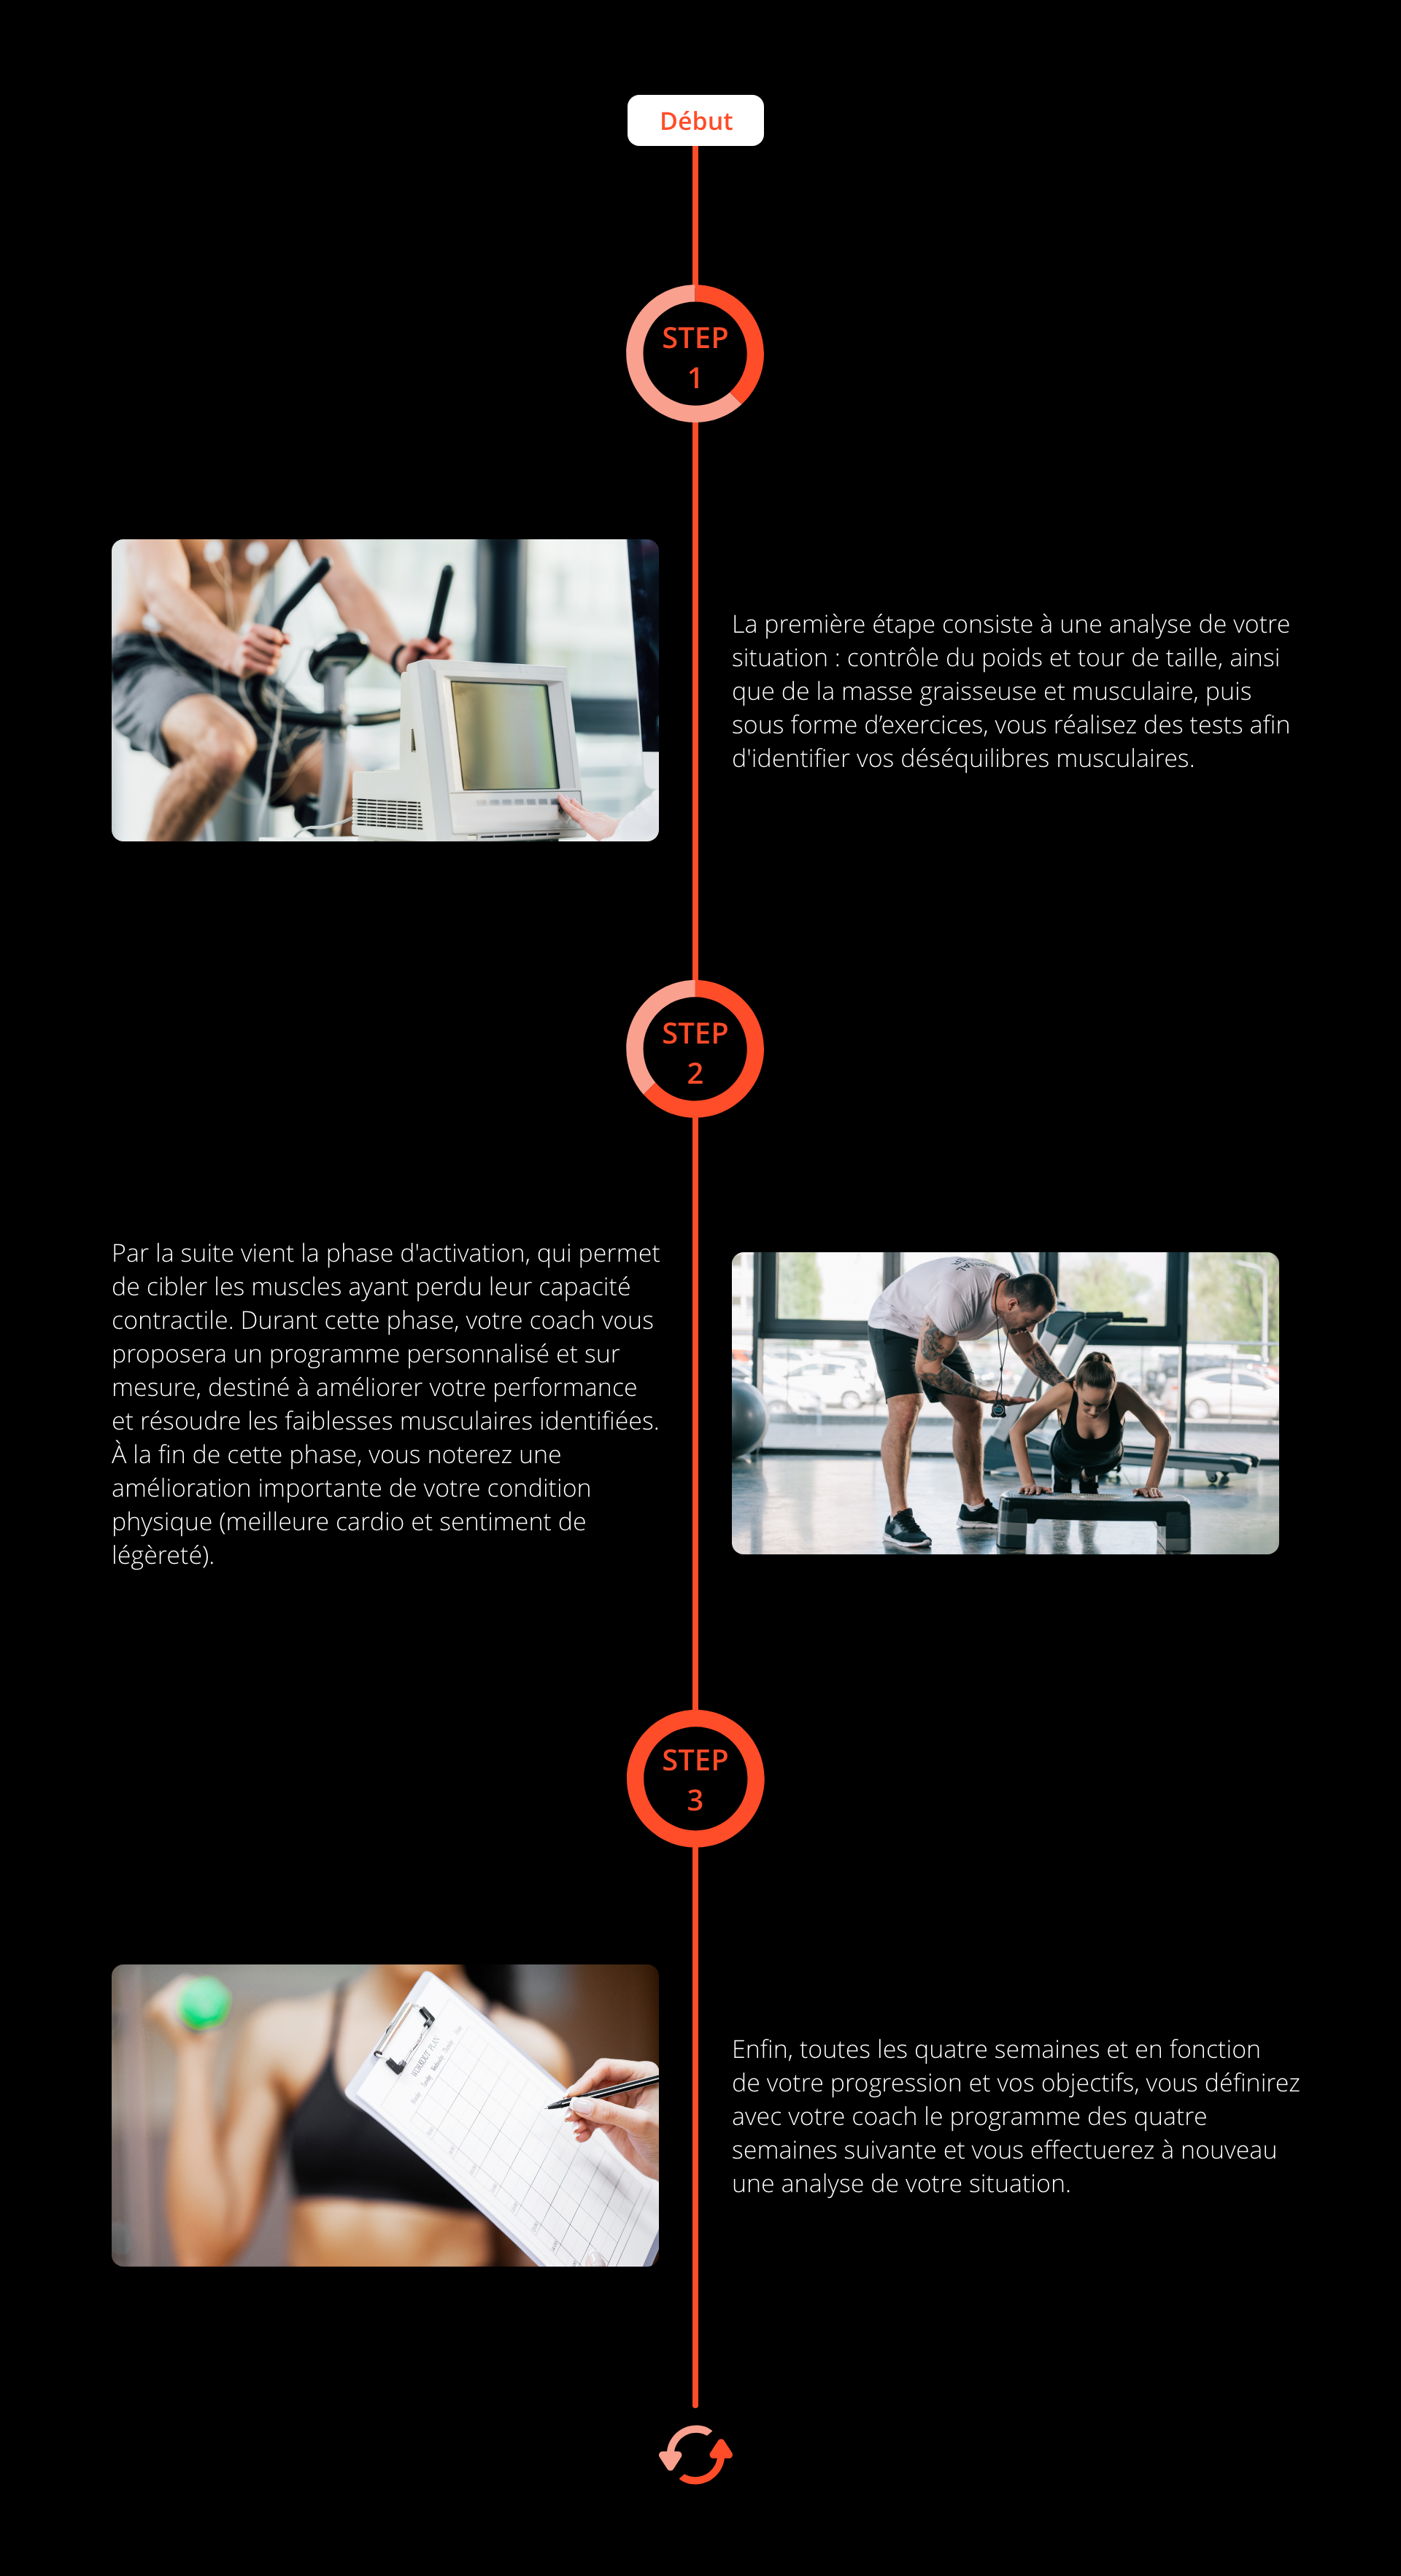 Début
STEP
1
La première étape consiste à une analyse de votre
situation : contrôle du poids et tour de taille, ainsi
que de la masse graisseuse et musculaire, puis
sous forme d’exercices, vous réalisez des tests afin
d'identifier vos déséquilibres musculaires.
STEP
2
Par la suite vient la phase d'activation, qui permet
de cibler les muscles ayant perdu leur capacité
contractile. Durant cette phase, votre coach vous
proposera un programme personnalisé et sur
mesure, destiné à améliorer votre performance
et résoudre les faiblesses musculaires identifiées.
À la fin de cette phase, vous noterez une
amélioration importante de votre condition
physique (meilleure cardio et sentiment de
légèreté).
STEP
3
WORKOUT PLAN
Enfin, toutes les quatre semaines et en fonction
de votre progression et vos objectifs, vous définirez
avec votre coach le programme des quatre
semaines suivante et vous effectuerez à nouveau
une analyse de votre situation.